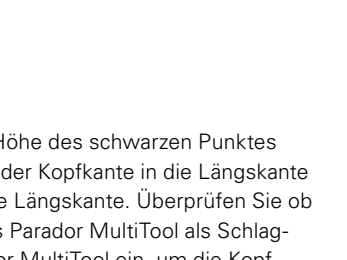 Höhe des schwarzen Punktes
der Kopfkante in die Längskante
e Längskante. Überprüfen Sie ob
s Parador MultiTool als Schlag-
or MultiTool ein, um die Kopf